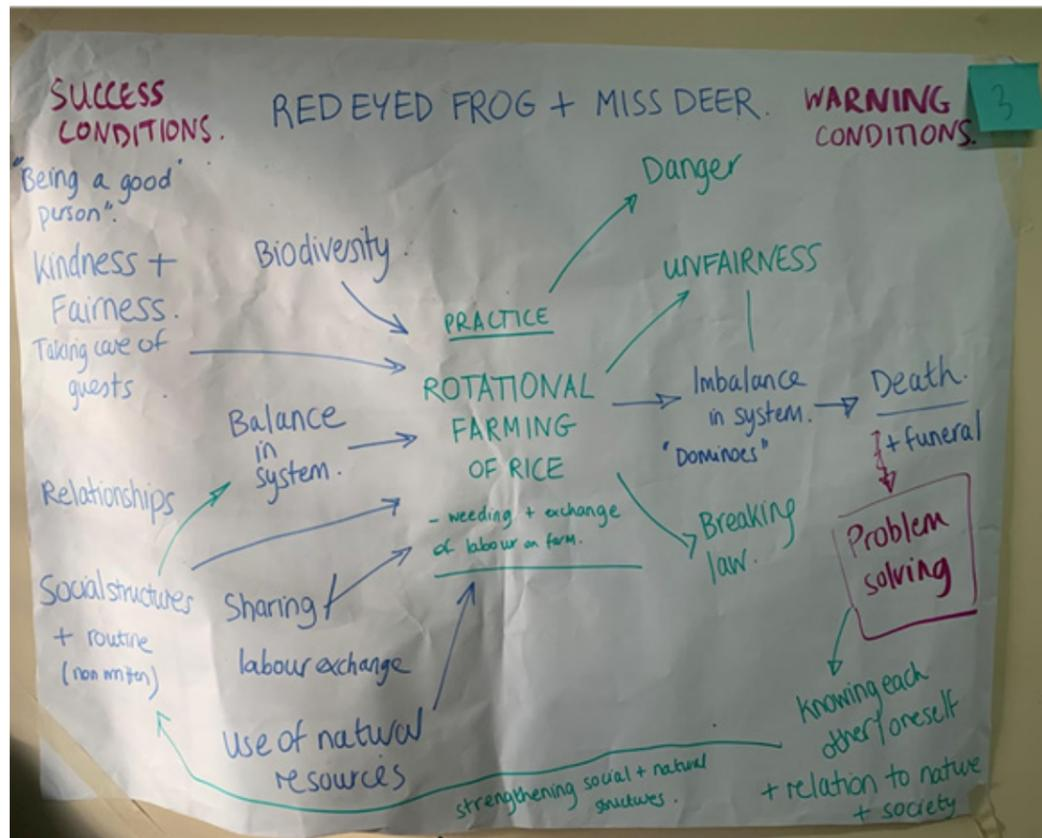 SUCCESS
CONDITIONS.
RED EYED FROG + MISS DEER.
WARNING
CONDITIONS.
3
"Being a good
person".
Kindness +
Fairness.
Taking care of
guests
Relationships
Social structures
+ routine
(non written)
Biodiversity.
Balance
in
system.
Sharing /
labour exchange
Use of natural
resources
PRACTICE
ROTATIONAL
FARMING
OF RICE
- weeding + exchange
of labour on farm.
Danger
UNFAIRNESS
Imbalance
in system.
"Dominoes"
Breaking
law.
Death.
+ funeral
Problem
solving
Knowing each
other/oneself
+ relation to nature
+ society
strengthening social + natural
structures.